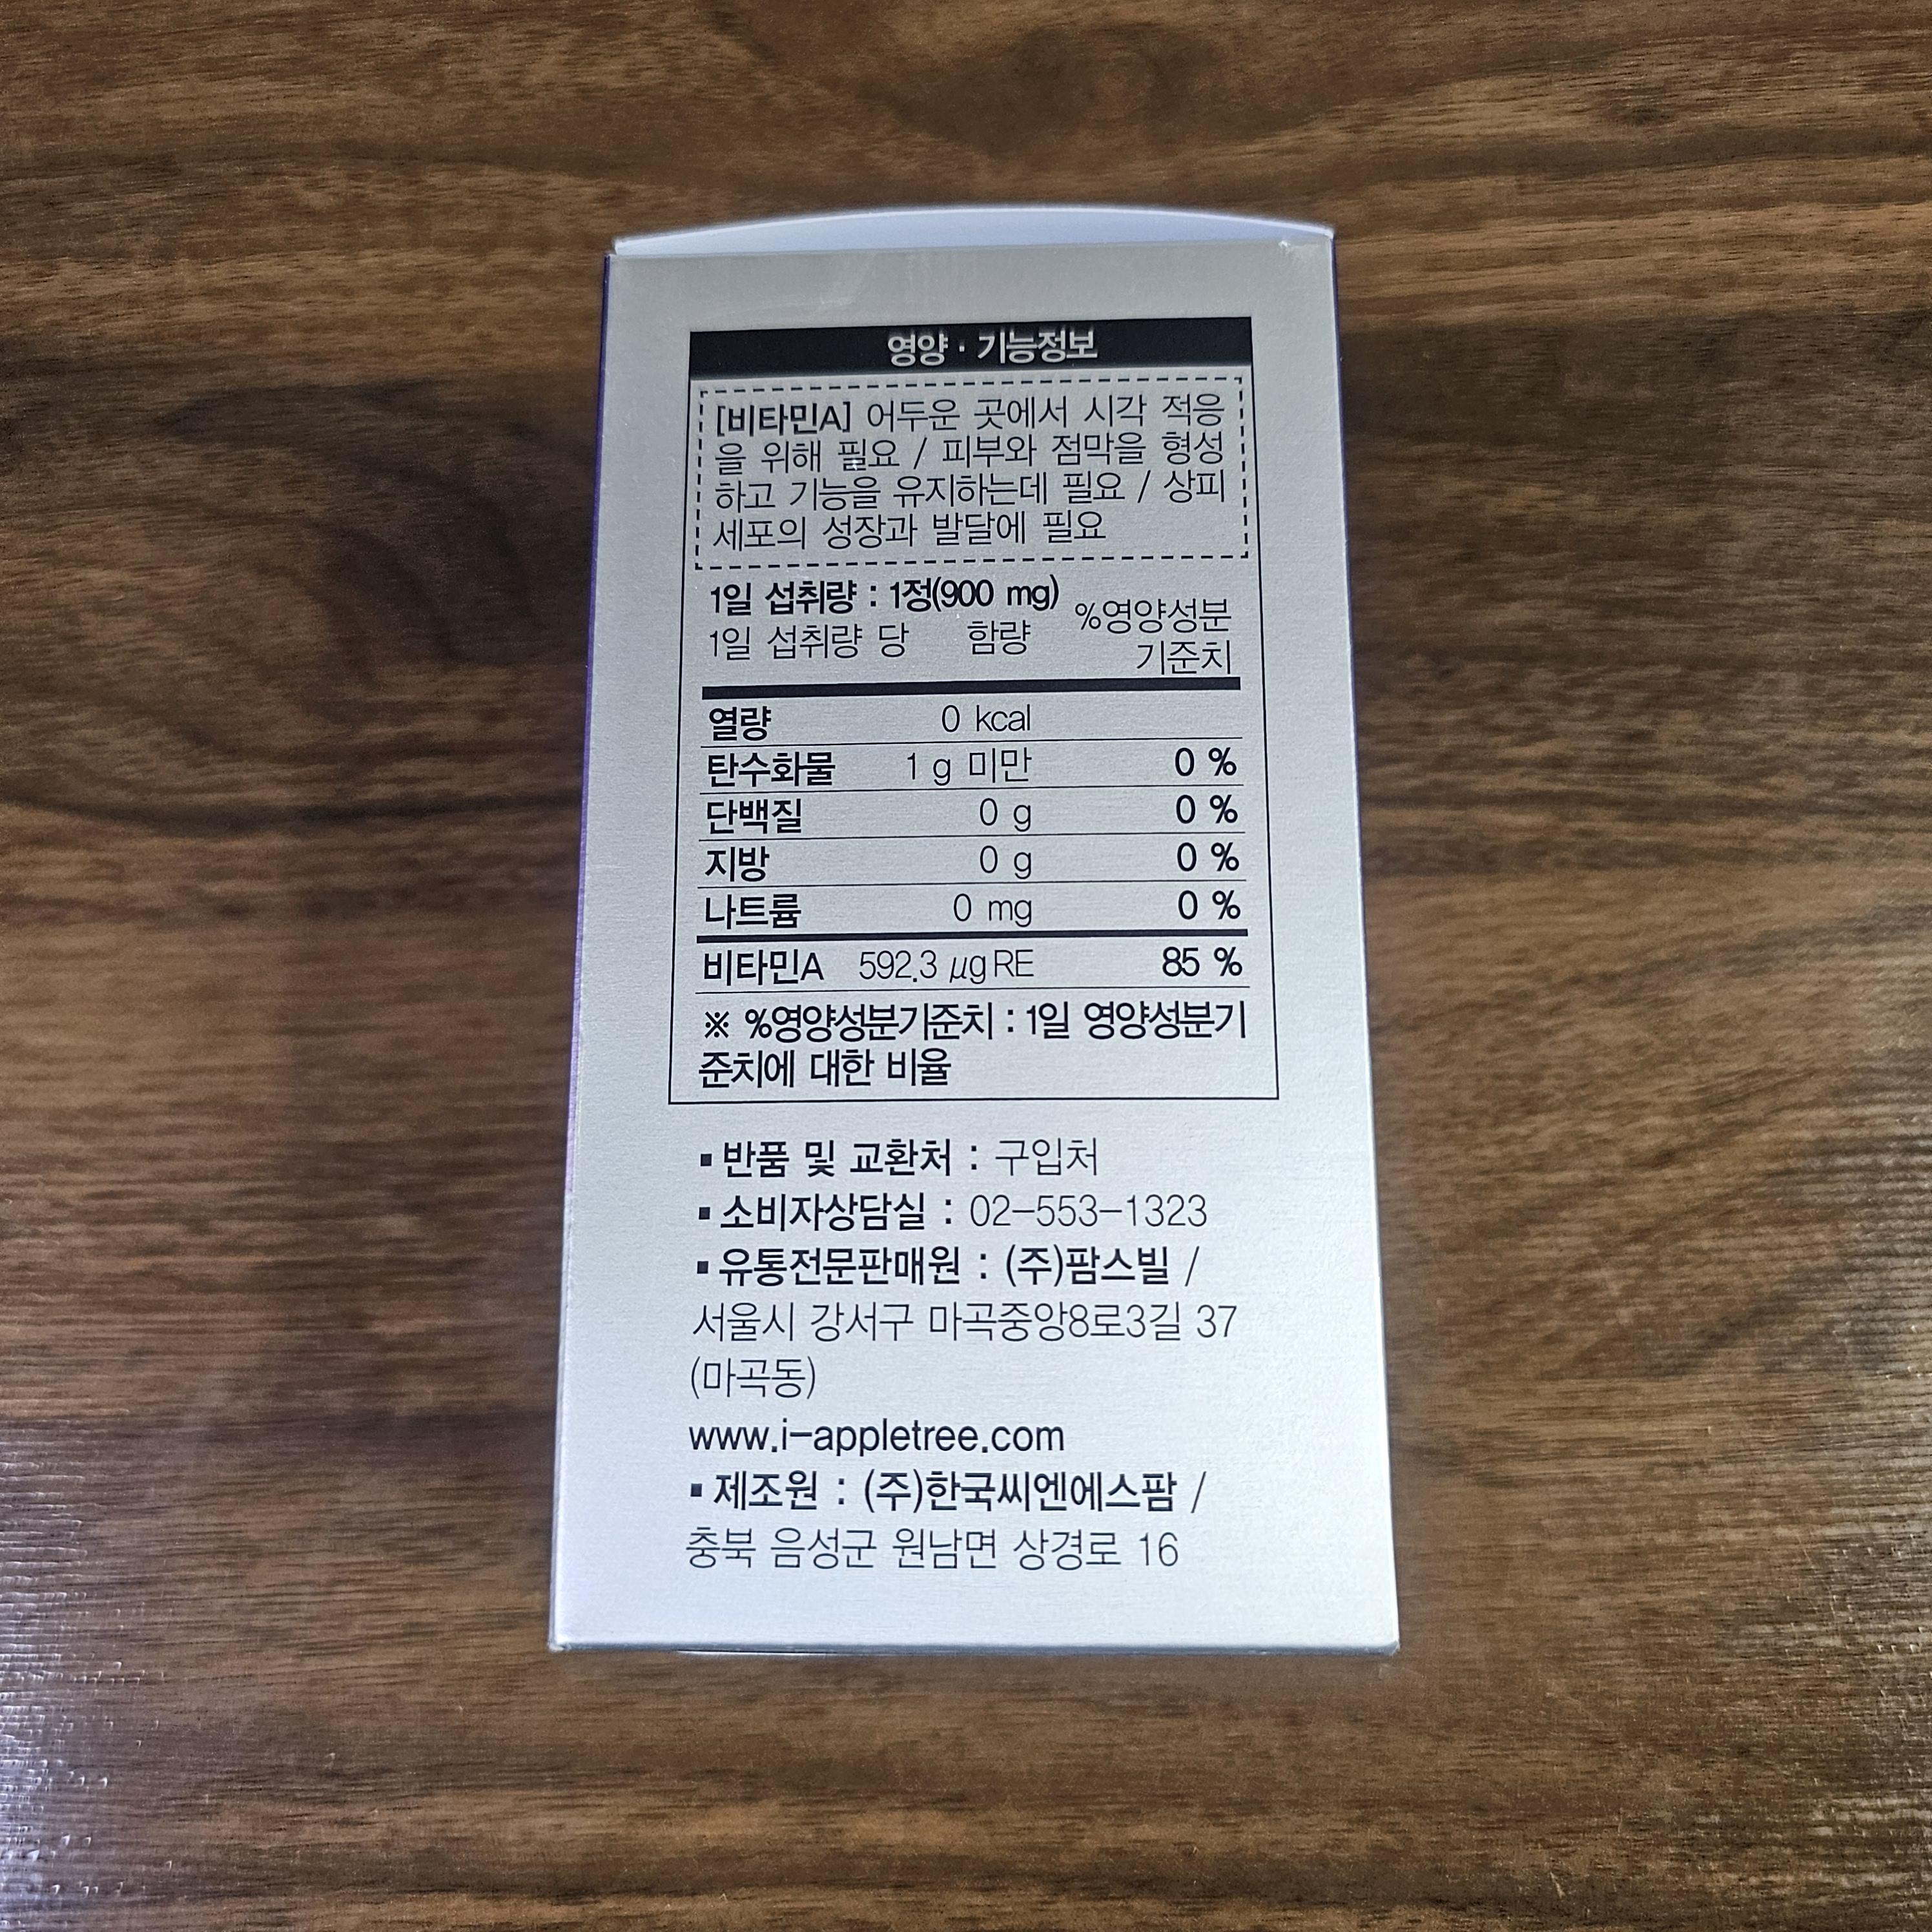 영양 · 기능정보
[비타민A] 어두운 곳에서 시각 적응
을 위해 필요 / 피부와 점막을 형성
하고 기능을 유지하는데 필요 / 상피
세포의 성장과 발달에 필요
1일 섭취량 : 1정(900 mg)
1일 섭취량 당 함량 %영양성분
기준치
열량 0 kcal
탄수화물 1 g 미만 0 %
단백질 0 g 0 %
지방 0 g 0 %
나트륨 0 mg 0 %
비타민A 592.3 µgRE 85 %
※ %영양성분기준치 : 1일 영양성분기
준치에 대한 비율
▪ 반품 및 교환처 : 구입처
▪ 소비자상담실 : 02-553-1323
▪ 유통전문판매원 : (주)팜스빌 /
서울시 강서구 마곡중앙8로3길 37
(마곡동)
www.i-appletree.com
▪ 제조원 : (주)한국씨엔에스팜 /
충북 음성군 원남면 상경로 16